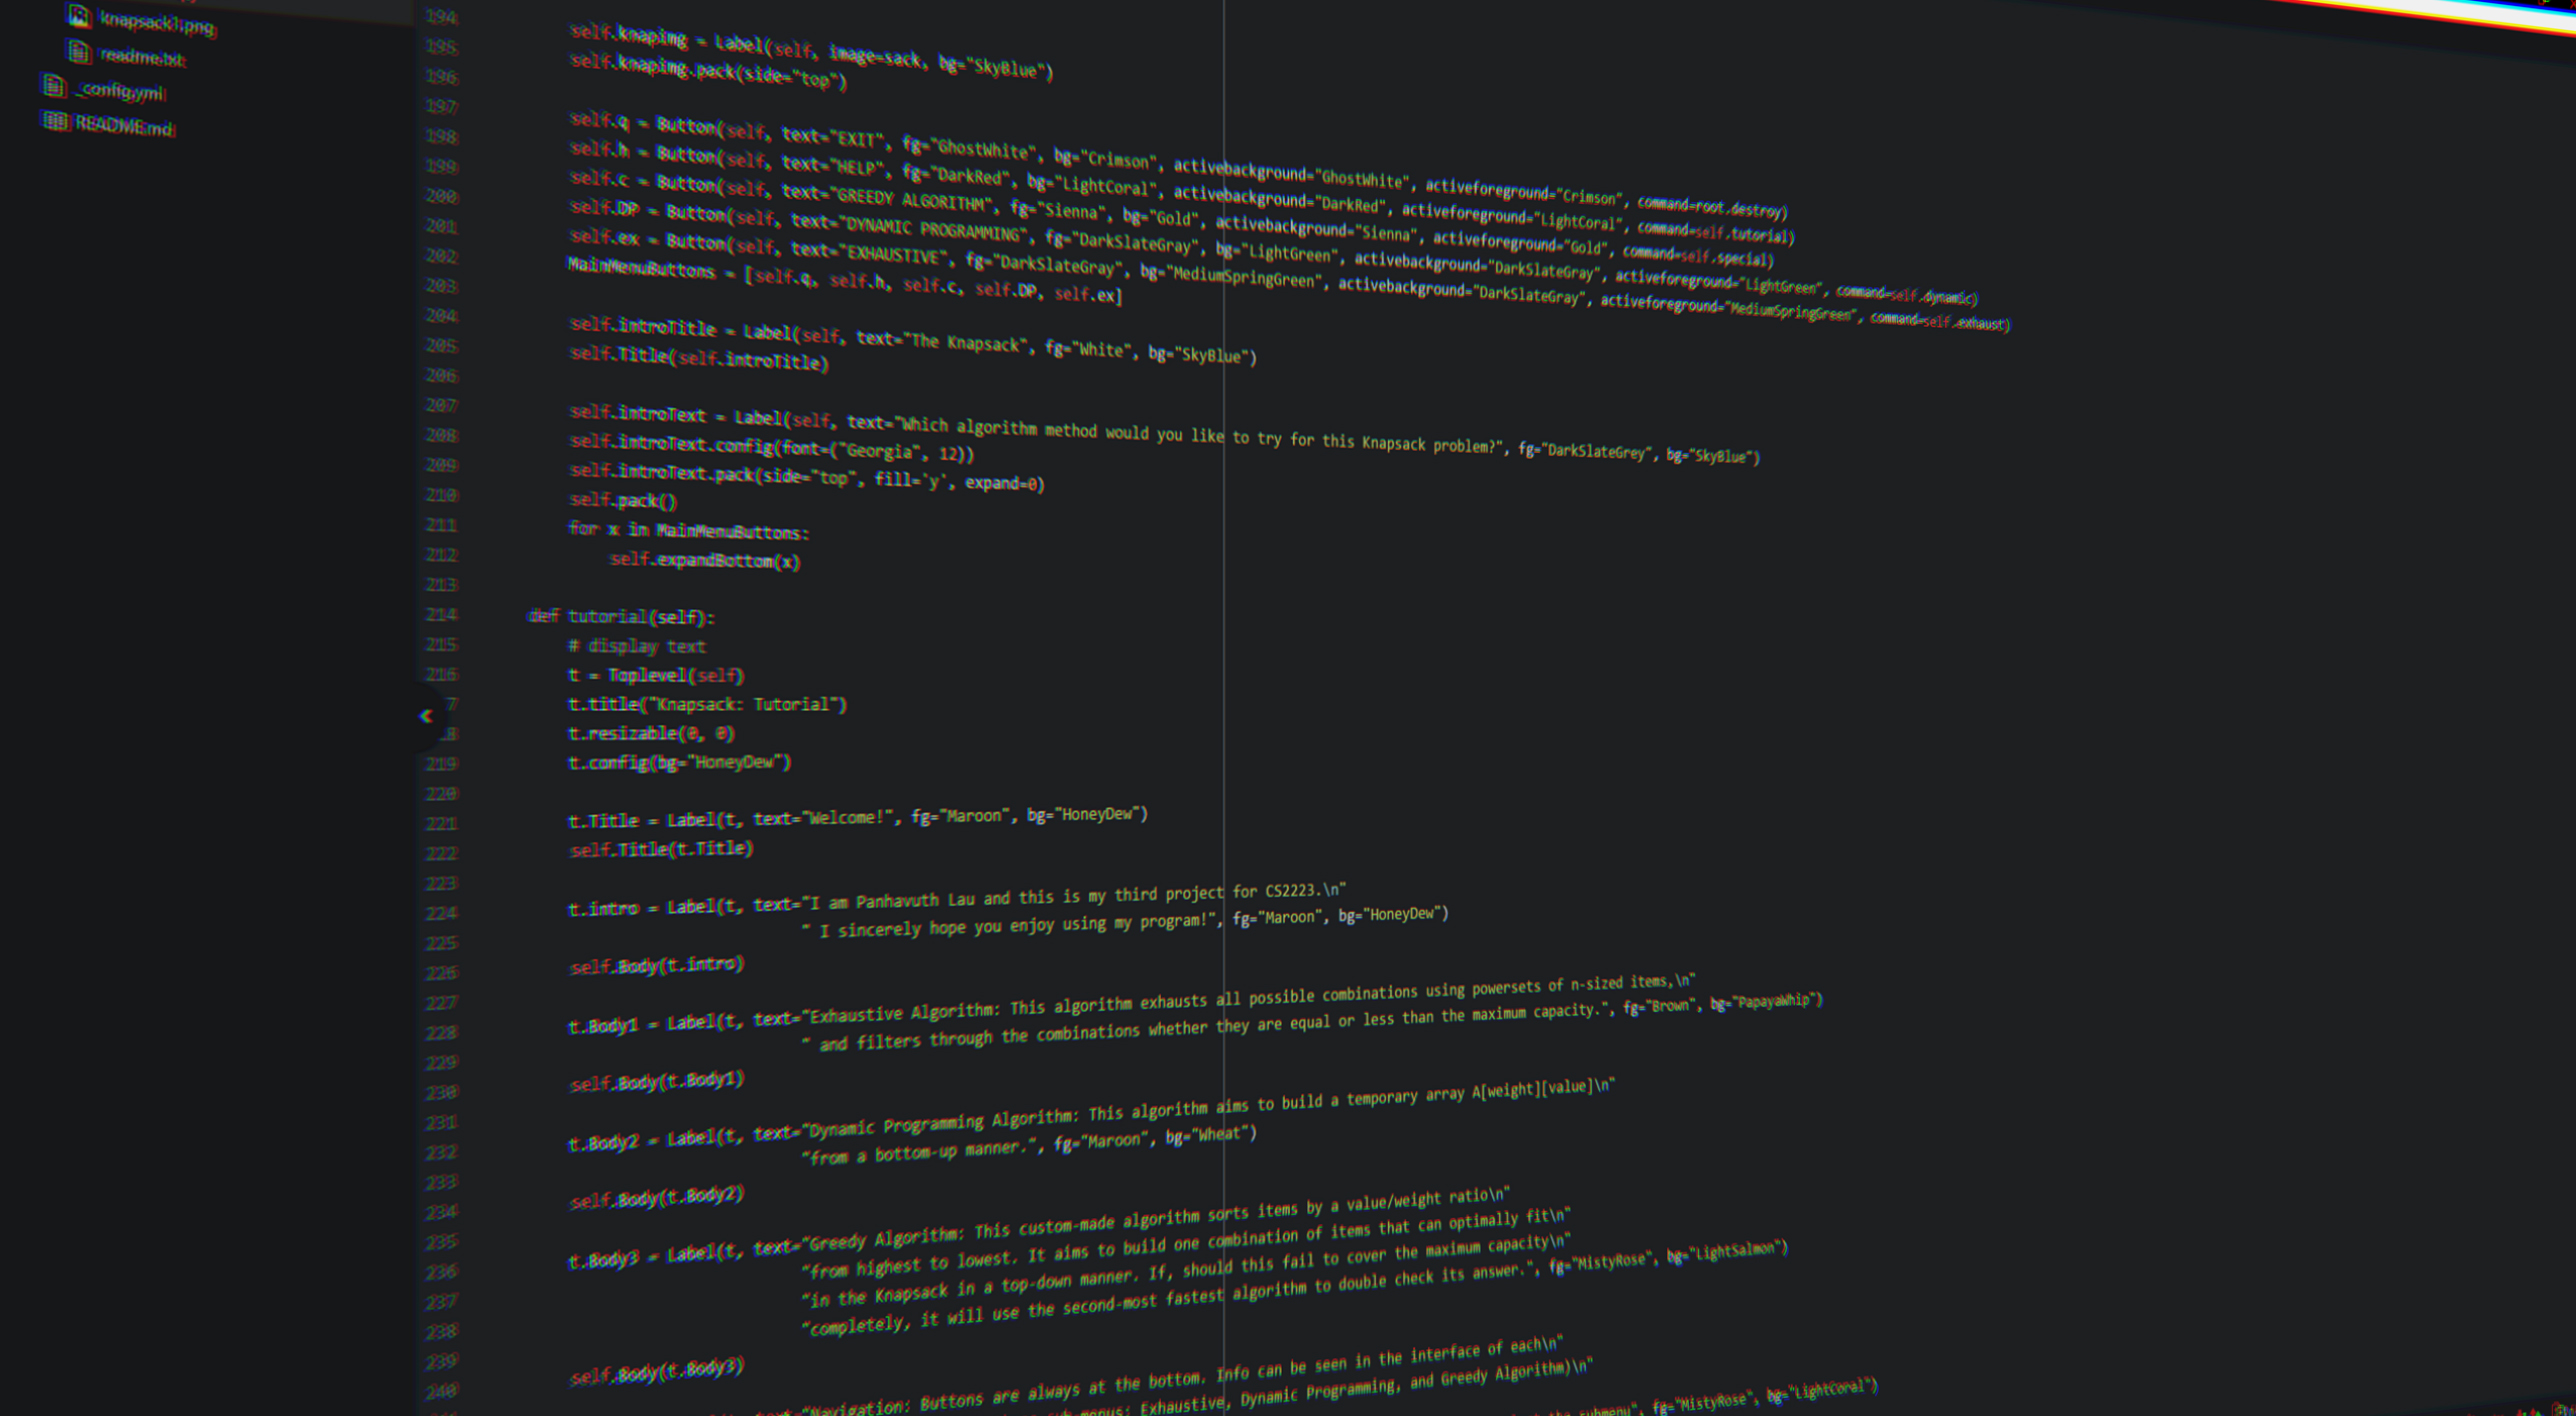 knapsack1.png
readme.txt
_config.yml
README.md
194
195
196
197
198
199
200
201
202
203
204
205
206
207
208
209
210
211
212
213
214
215
216
7
18
219
220
221
222
223
224
225
226
227
228
229
230
231
232
233
234
235
236
237
238
239
240
self.knapimg = Label(self, image=sack, bg="SkyBlue")
self.knapimg.pack(side="top")
self.q = Button(self, text="EXIT", fg="GhostWhite", bg="Crimson", activebackground="GhostWhite", activeforeground="Crimson", command=root.destroy)
self.h = Button(self, text="HELP", fg="DarkRed", bg="LightCoral", activebackground="DarkRed", activeforeground="LightCoral", command=self.tutorial)
self.c = Button(self, text="GREEDY ALGORITHM", fg="Sienna", bg="Gold", activebackground="Sienna", activeforeground="Gold", command=self.special)
self.DP = Button(self, text="DYNAMIC PROGRAMMING", fg="DarkSlateGray", bg="LightGreen", activebackground="DarkSlateGray", activeforeground="LightGreen", command=self.dynamic)
self.ex = Button(self, text="EXHAUSTIVE", fg="DarkSlateGray", bg="MediumSpringGreen", activebackground="DarkSlateGray", activeforeground="MediumSpringGreen", command=self.exhaust)
MainMenuButtons = [self.q, self.h, self.c, self.DP, self.ex]
self.introTitle = Label(self, text="The Knapsack", fg="White", bg="SkyBlue")
self.Title(self.introTitle)
self.introText = Label(self, text="Which algorithm method would you like to try for this Knapsack problem?", fg="DarkSlateGrey", bg="SkyBlue")
self.introText.config(font=("Georgia", 12))
self.introText.pack(side="top", fill='y', expand=0)
self.pack()
for x in MainMenuButtons:
self.expandBottom(x)
def tutorial(self):
# display text
t = Toplevel(self)
t.title("Knapsack: Tutorial")
t.resizable(0, 0)
t.config(bg="HoneyDew")
t.Title = Label(t, text="Welcome!", fg="Maroon", bg="HoneyDew")
self.Title(t.Title)
t.intro = Label(t, text="I am Panhavuth Lau and this is my third project for CS2223.\n"
" I sincerely hope you enjoy using my program!", fg="Maroon", bg="HoneyDew")
self.Body(t.intro)
t.Body1 = Label(t, text="Exhaustive Algorithm: This algorithm exhausts all possible combinations using powersets of n-sized items,\n"
" and filters through the combinations whether they are equal or less than the maximum capacity.", fg="Brown", bg="PapayaWhip")
self.Body(t.Body1)
t.Body2 = Label(t, text="Dynamic Programming Algorithm: This algorithm aims to build a temporary array A[weight][value]\n"
"from a bottom-up manner.", fg="Maroon", bg="Wheat")
self.Body(t.Body2)
t.Body3 = Label(t, text="Greedy Algorithm: This custom-made algorithm sorts items by a value/weight ratio\n"
"from highest to lowest. It aims to build one combination of items that can optimally fit\n"
"in the Knapsack in a top-down manner. If, should this fail to cover the maximum capacity\n"
"completely, it will use the second-most fastest algorithm to double check its answer.", fg="MistyRose", bg="LightSalmon")
self.Body(t.Body3)
"Navigation: Buttons are always at the bottom. Info can be seen in the interface of each\n"
Exhaustive, Dynamic Programming, and Greedy Algorithm)\n"
submenu", fg="MistyRose", bg="LightCoral")